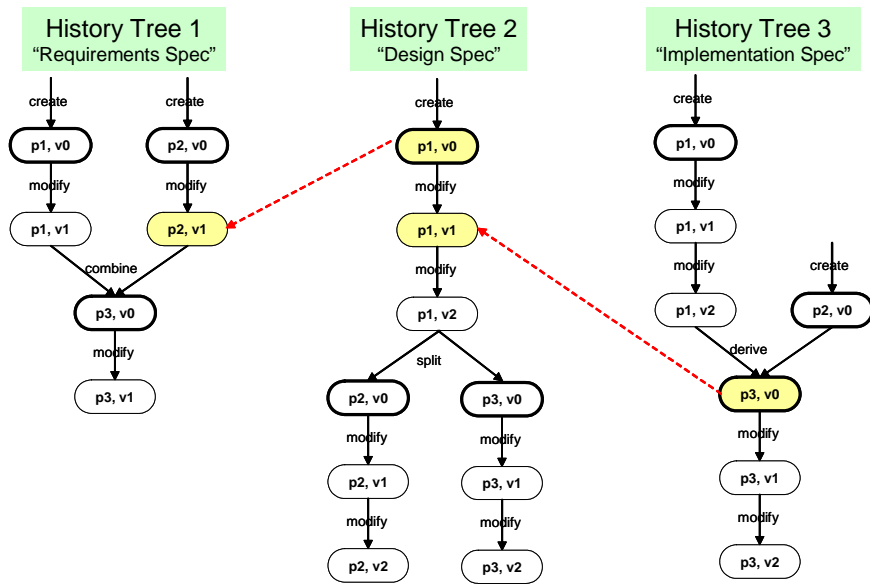 History Tree 1
“Requirements Spec”
History Tree 2
“Design Spec”
History Tree 3
“Implementation Spec”
create
create
create
create
p1, v0
p2, v0
p1, v0
p1, v0
modify
modify
modify
modify
p1, v1
p2, v1
p1, v1
p1, v1
combine
modify
modify
create
p3, v0
p1, v2
p1, v2
p2, v0
modify
split
derive
p3, v1
p2, v0
p3, v0
p3, v0
modify
modify
modify
p2, v1
p3, v1
p3, v1
modify
modify
modify
p2, v2
p3, v2
p3, v2